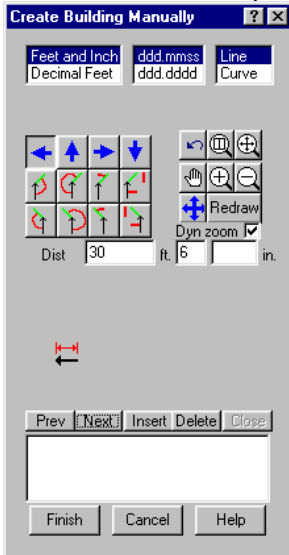 Create Building Manually ? ×
Feet and Inch ddd.mmss Line
Decimal Feet ddd.dddd Curve
Redraw
Dyn zoom
Dist 30 ft. 6 in.
Prev Next Insert Delete Close
Finish Cancel Help